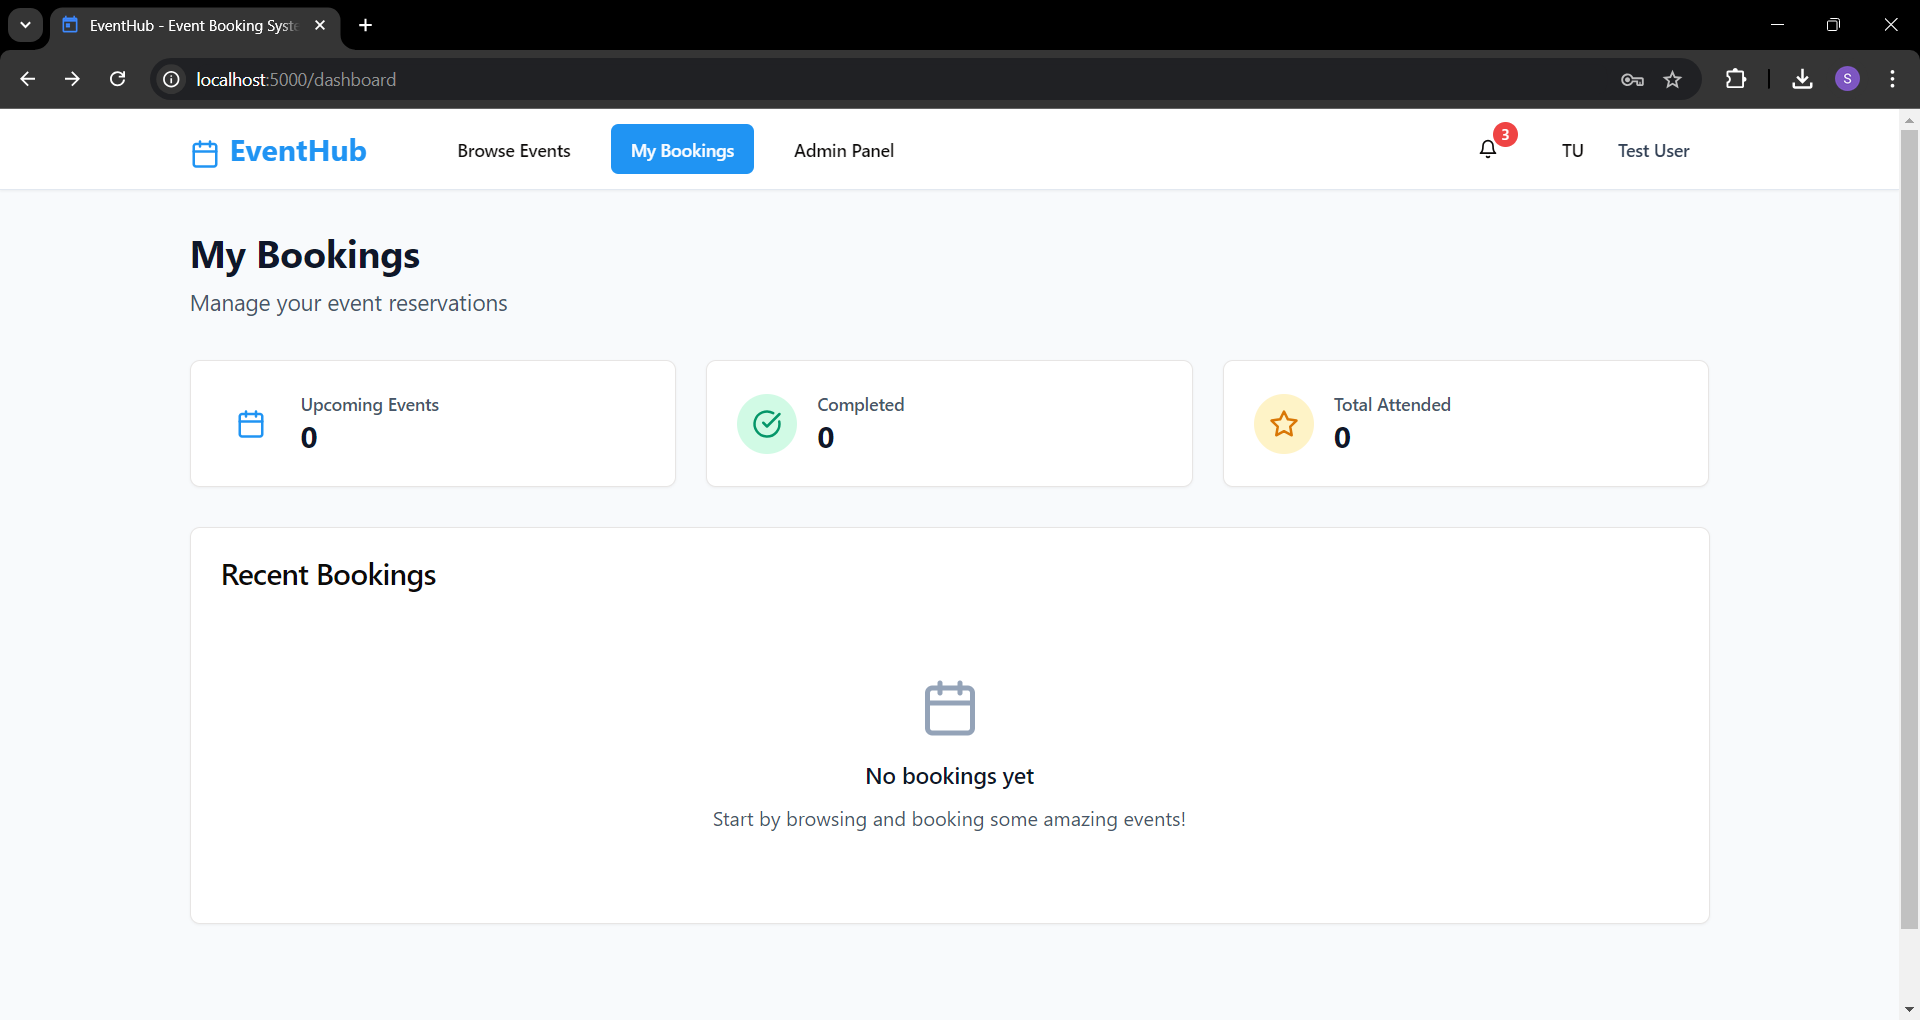 EventHub - Event Booking Syst
localhost:5000/dashboard
S
EventHub
Browse Events
My Bookings
Admin Panel
3
TU
Test User
My Bookings
Manage your event reservations
Upcoming Events
0
Completed
0
Total Attended
0
Recent Bookings
No bookings yet
Start by browsing and booking some amazing events!